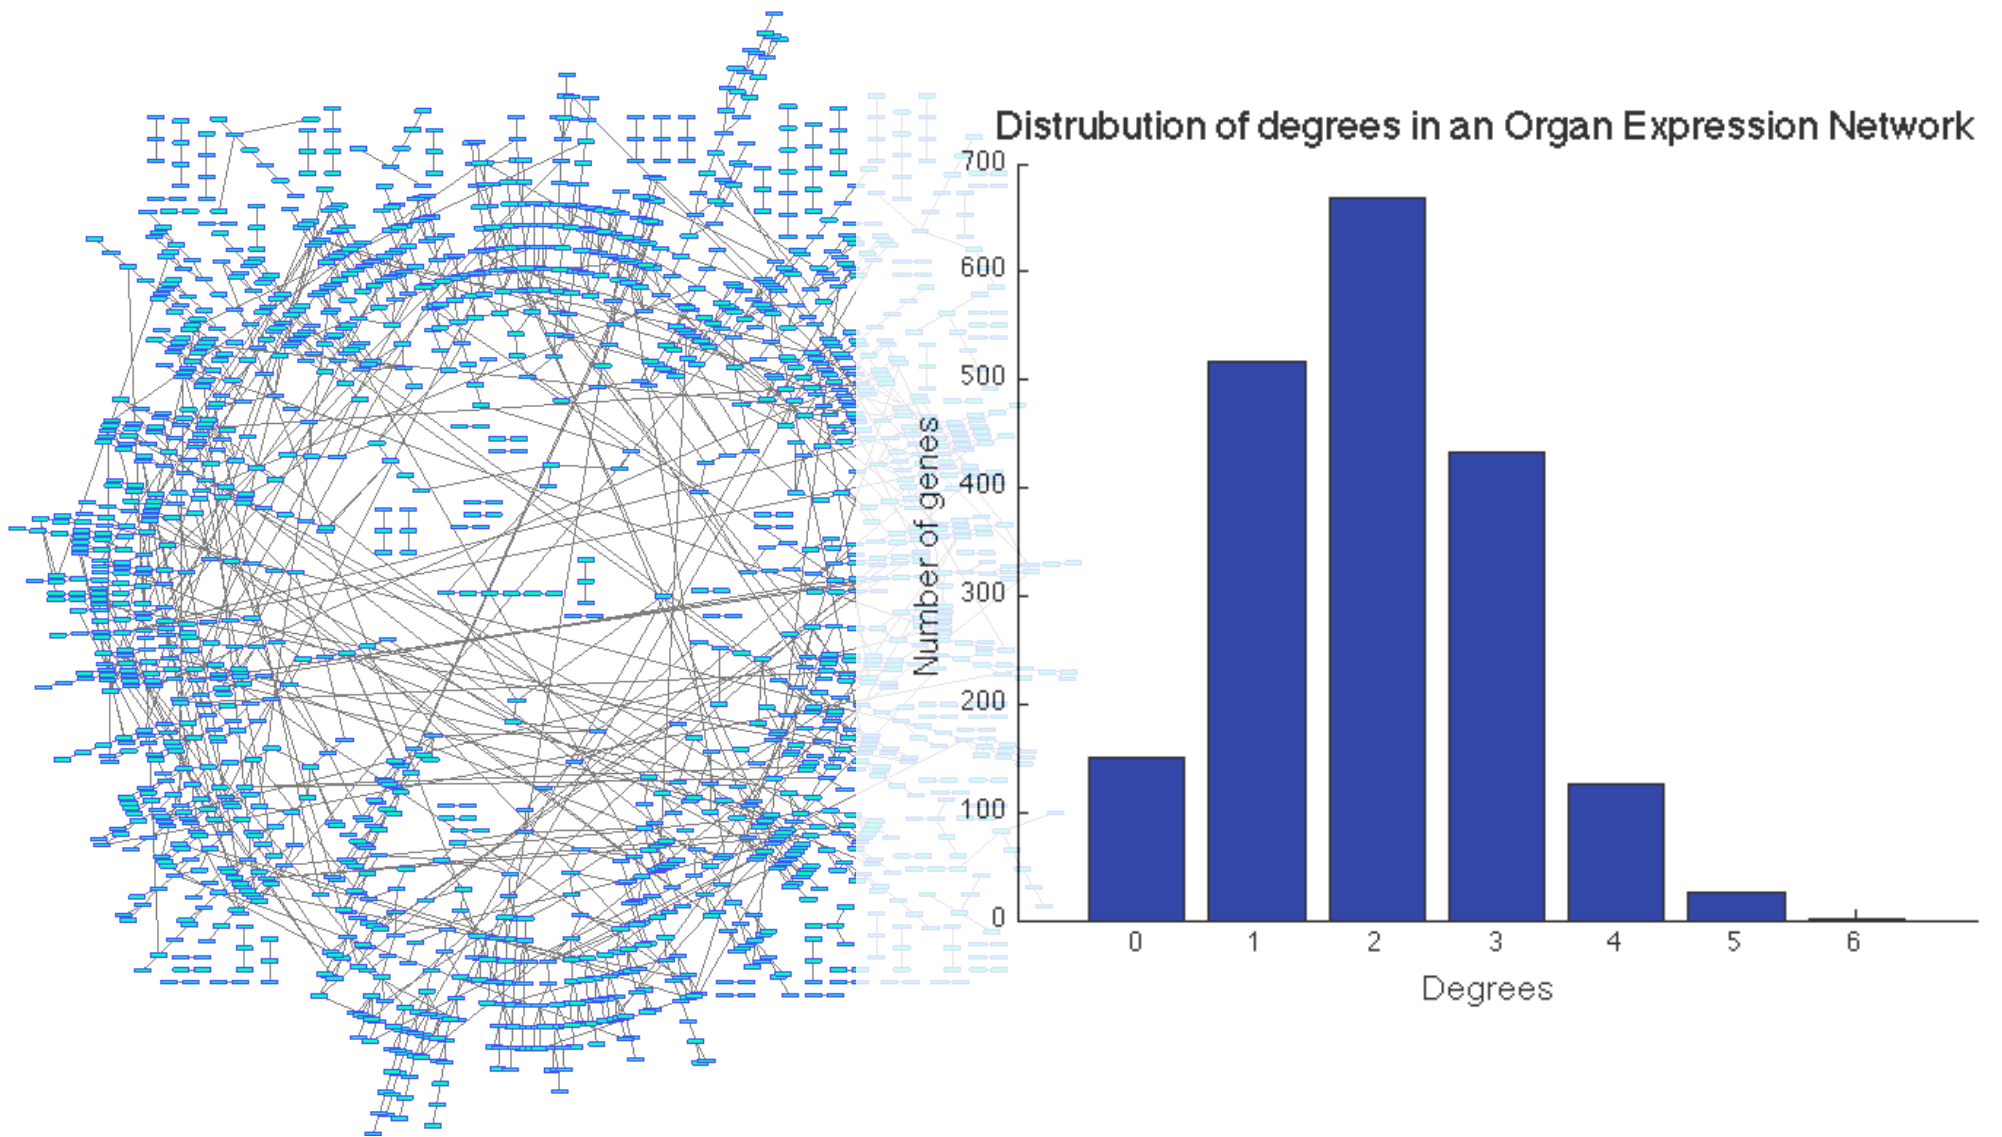 Distrubution of degrees in an Organ Expression Network
700
600
500
400
300
200
100
0
Number of genes
0 1 2 3 4 5 6
Degrees